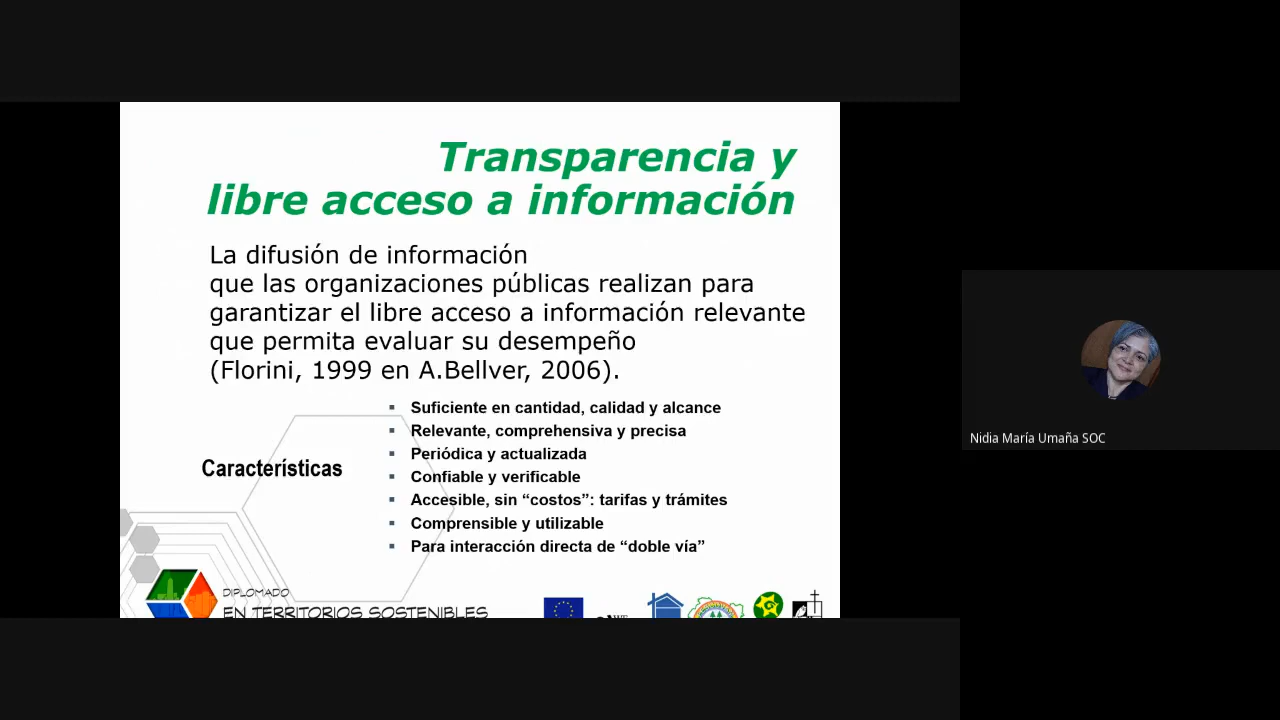 Transparencia y
libre acceso a información
La difusión de información
que las organizaciones públicas realizan para
garantizar el libre acceso a información relevante
que permita evaluar su desempeño
(Florini, 1999 en A.Bellver, 2006).
Características
▪ Suficiente en cantidad, calidad y alcance
▪ Relevante, comprehensiva y precisa
▪ Periódica y actualizada
▪ Confiable y verificable
▪ Accesible, sin “costos”: tarifas y trámites
▪ Comprensible y utilizable
▪ Para interacción directa de “doble vía”
DIPLOMADO
EN TERRITORIOS SOSTENIBLES
Nidia María Umaña SOC